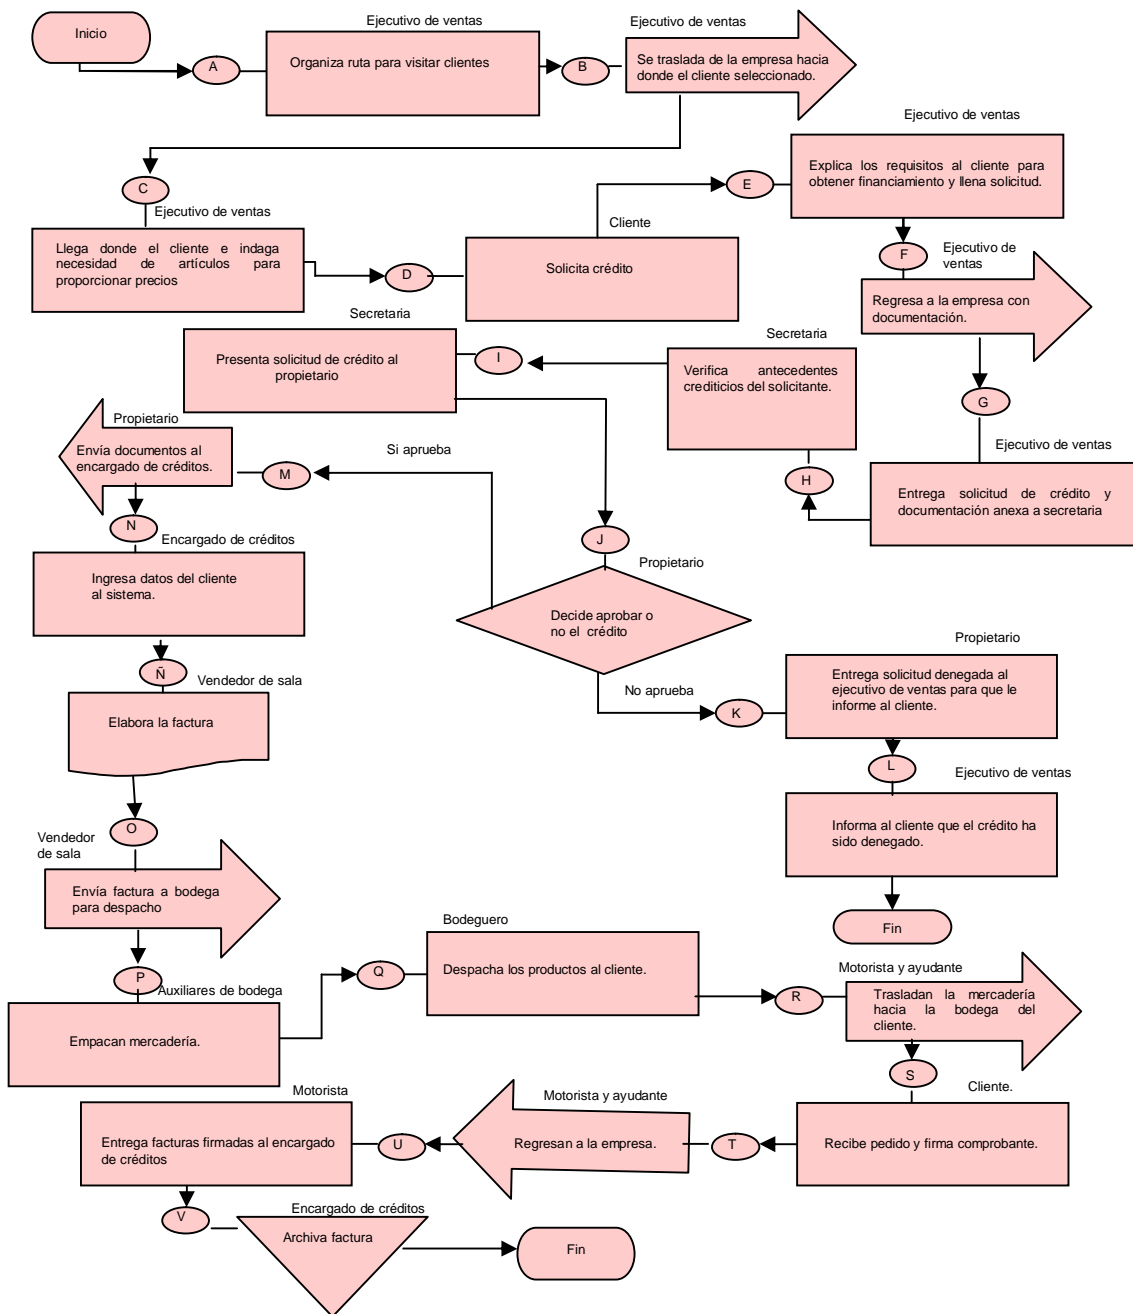 Inicio
A
Ejecutivo de ventas
Organiza ruta para visitar clientes
B
Ejecutivo de ventas
Se traslada de la empresa hacia
donde el cliente seleccionado.
C
Ejecutivo de ventas
Llega donde el cliente e indaga
necesidad de artículos para
proporcionar precios
D
Cliente
Solicita crédito
E
Ejecutivo de ventas
Explica los requisitos al cliente para
obtener financiamiento y llena solicitud.
F
Ejecutivo de
ventas
Regresa a la empresa con
documentación.
G
Ejecutivo de ventas
Entrega solicitud de crédito y
documentación anexa a secretaria
H
Secretaria
Verifica antecedentes
crediticios del solicitante.
I
Secretaria
Presenta solicitud de crédito al
propietario
J
Propietario
Decide aprobar o
no el crédito
No aprueba
K
Propietario
Entrega solicitud denegada al
ejecutivo de ventas para que le
informe al cliente.
L
Ejecutivo de ventas
Informa al cliente que el crédito ha
sido denegado.
Fin
Si aprueba
M
Propietario
Envía documentos al
encargado de créditos.
N
Encargado de créditos
Ingresa datos del cliente
al sistema.
Ñ
Vendedor de sala
Elabora la factura
O
Vendedor
de sala
Envía factura a bodega
para despacho
P
Auxiliares de bodega
Empacan mercadería.
Q
Bodeguero
Despacha los productos al cliente.
R
Motorista y ayudante
Trasladan la mercadería
hacia la bodega del
cliente.
S
Cliente.
Recibe pedido y firma comprobante.
T
Motorista y ayudante
Regresan a la empresa.
U
Motorista
Entrega facturas firmadas al encargado
de créditos
V
Encargado de créditos
Archiva factura
Fin